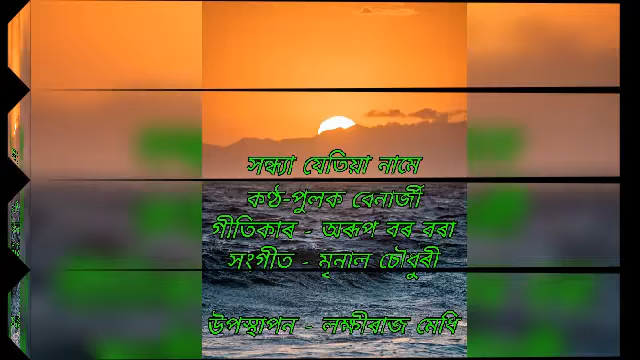 সন্ধ্যা যেতিয়া নামে
কণ্ঠ-পুলক বেনাৰ্জী
গীতিকাৰ - অৰূপ বৰ বৰা
সংগীত - মৃনাল চৌধুৰী
উপস্থাপন - লক্ষীৰাজ মেধি